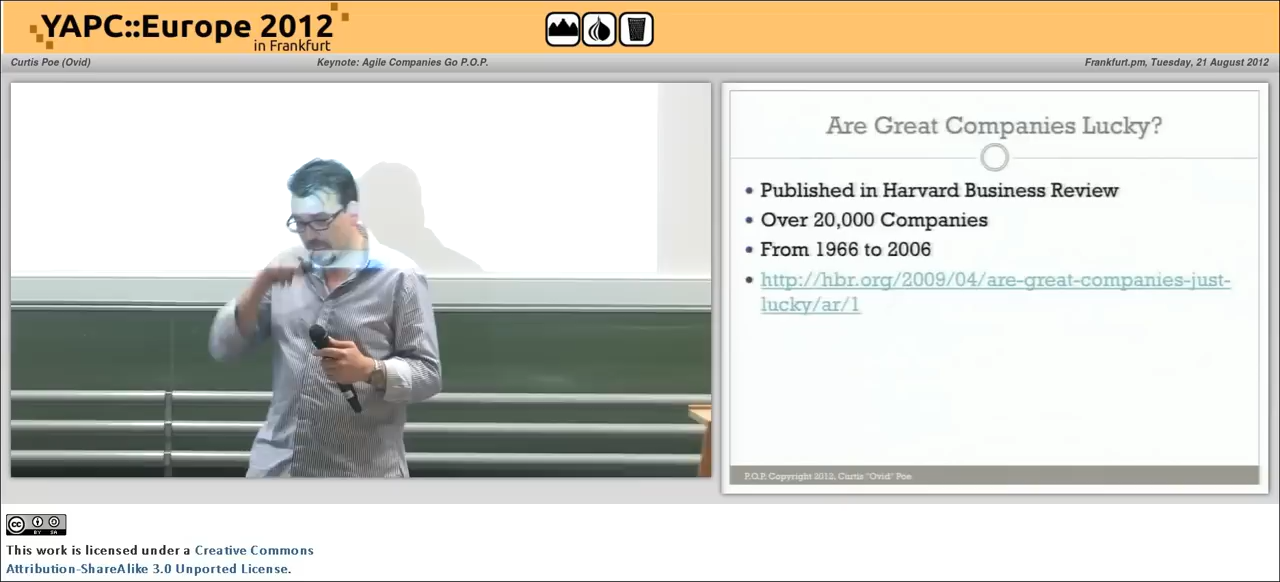 YAPC::Europe 2012
in Frankfurt
Curtis Poe (Ovid)
Keynote: Agile Companies Go P.O.P.
Frankfurt.pm, Tuesday, 21 August 2012
Are Great Companies Lucky?
• Published in Harvard Business Review
• Over 20,000 Companies
• From 1966 to 2006
• http://hbr.org/2009/04/are-great-companies-just-
lucky/ar/1
P.O.P. Copyright 2012, Curtis "Ovid" Poe
cc
BY SA
This work is licensed under a Creative Commons
Attribution-ShareAlike 3.0 Unported License.